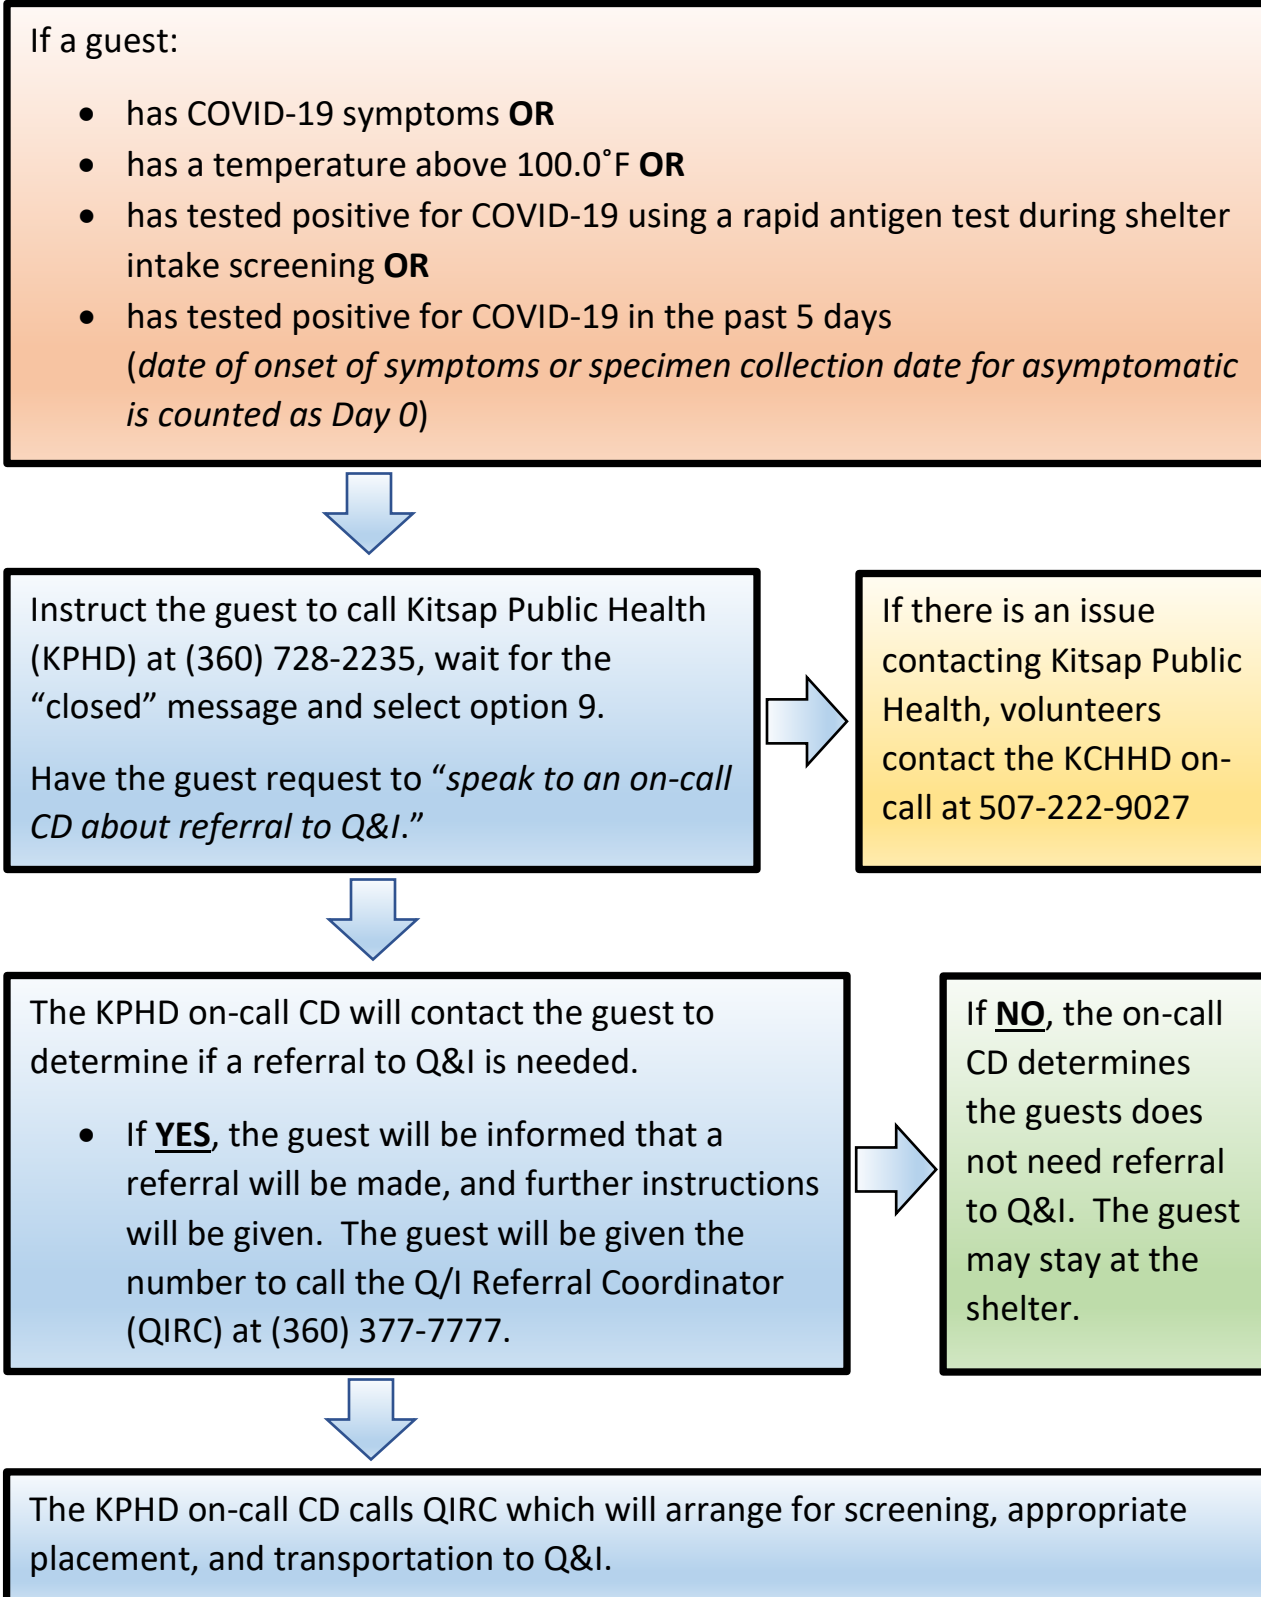 If a guest:
• has COVID-19 symptoms OR
• has a temperature above 100.0˚F OR
• has tested positive for COVID-19 using a rapid antigen test during shelter
intake screening OR
• has tested positive for COVID-19 in the past 5 days
(date of onset of symptoms or specimen collection date for asymptomatic
is counted as Day 0)
Instruct the guest to call Kitsap Public Health
(KPHD) at (360) 728-2235, wait for the
“closed” message and select option 9.
Have the guest request to “speak to an on-call
CD about referral to Q&I.”
If there is an issue
contacting Kitsap Public
Health, volunteers
contact the KCHHD on-
call at 507-222-9027
The KPHD on-call CD will contact the guest to
determine if a referral to Q&I is needed.
• If YES, the guest will be informed that a
referral will be made, and further instructions
will be given.  The guest will be given the
number to call the Q/I Referral Coordinator
(QIRC) at (360) 377-7777.
If NO, the on-call
CD determines
the guests does
not need referral
to Q&I.  The guest
may stay at the
shelter.
The KPHD on-call CD calls QIRC which will arrange for screening, appropriate
placement, and transportation to Q&I.